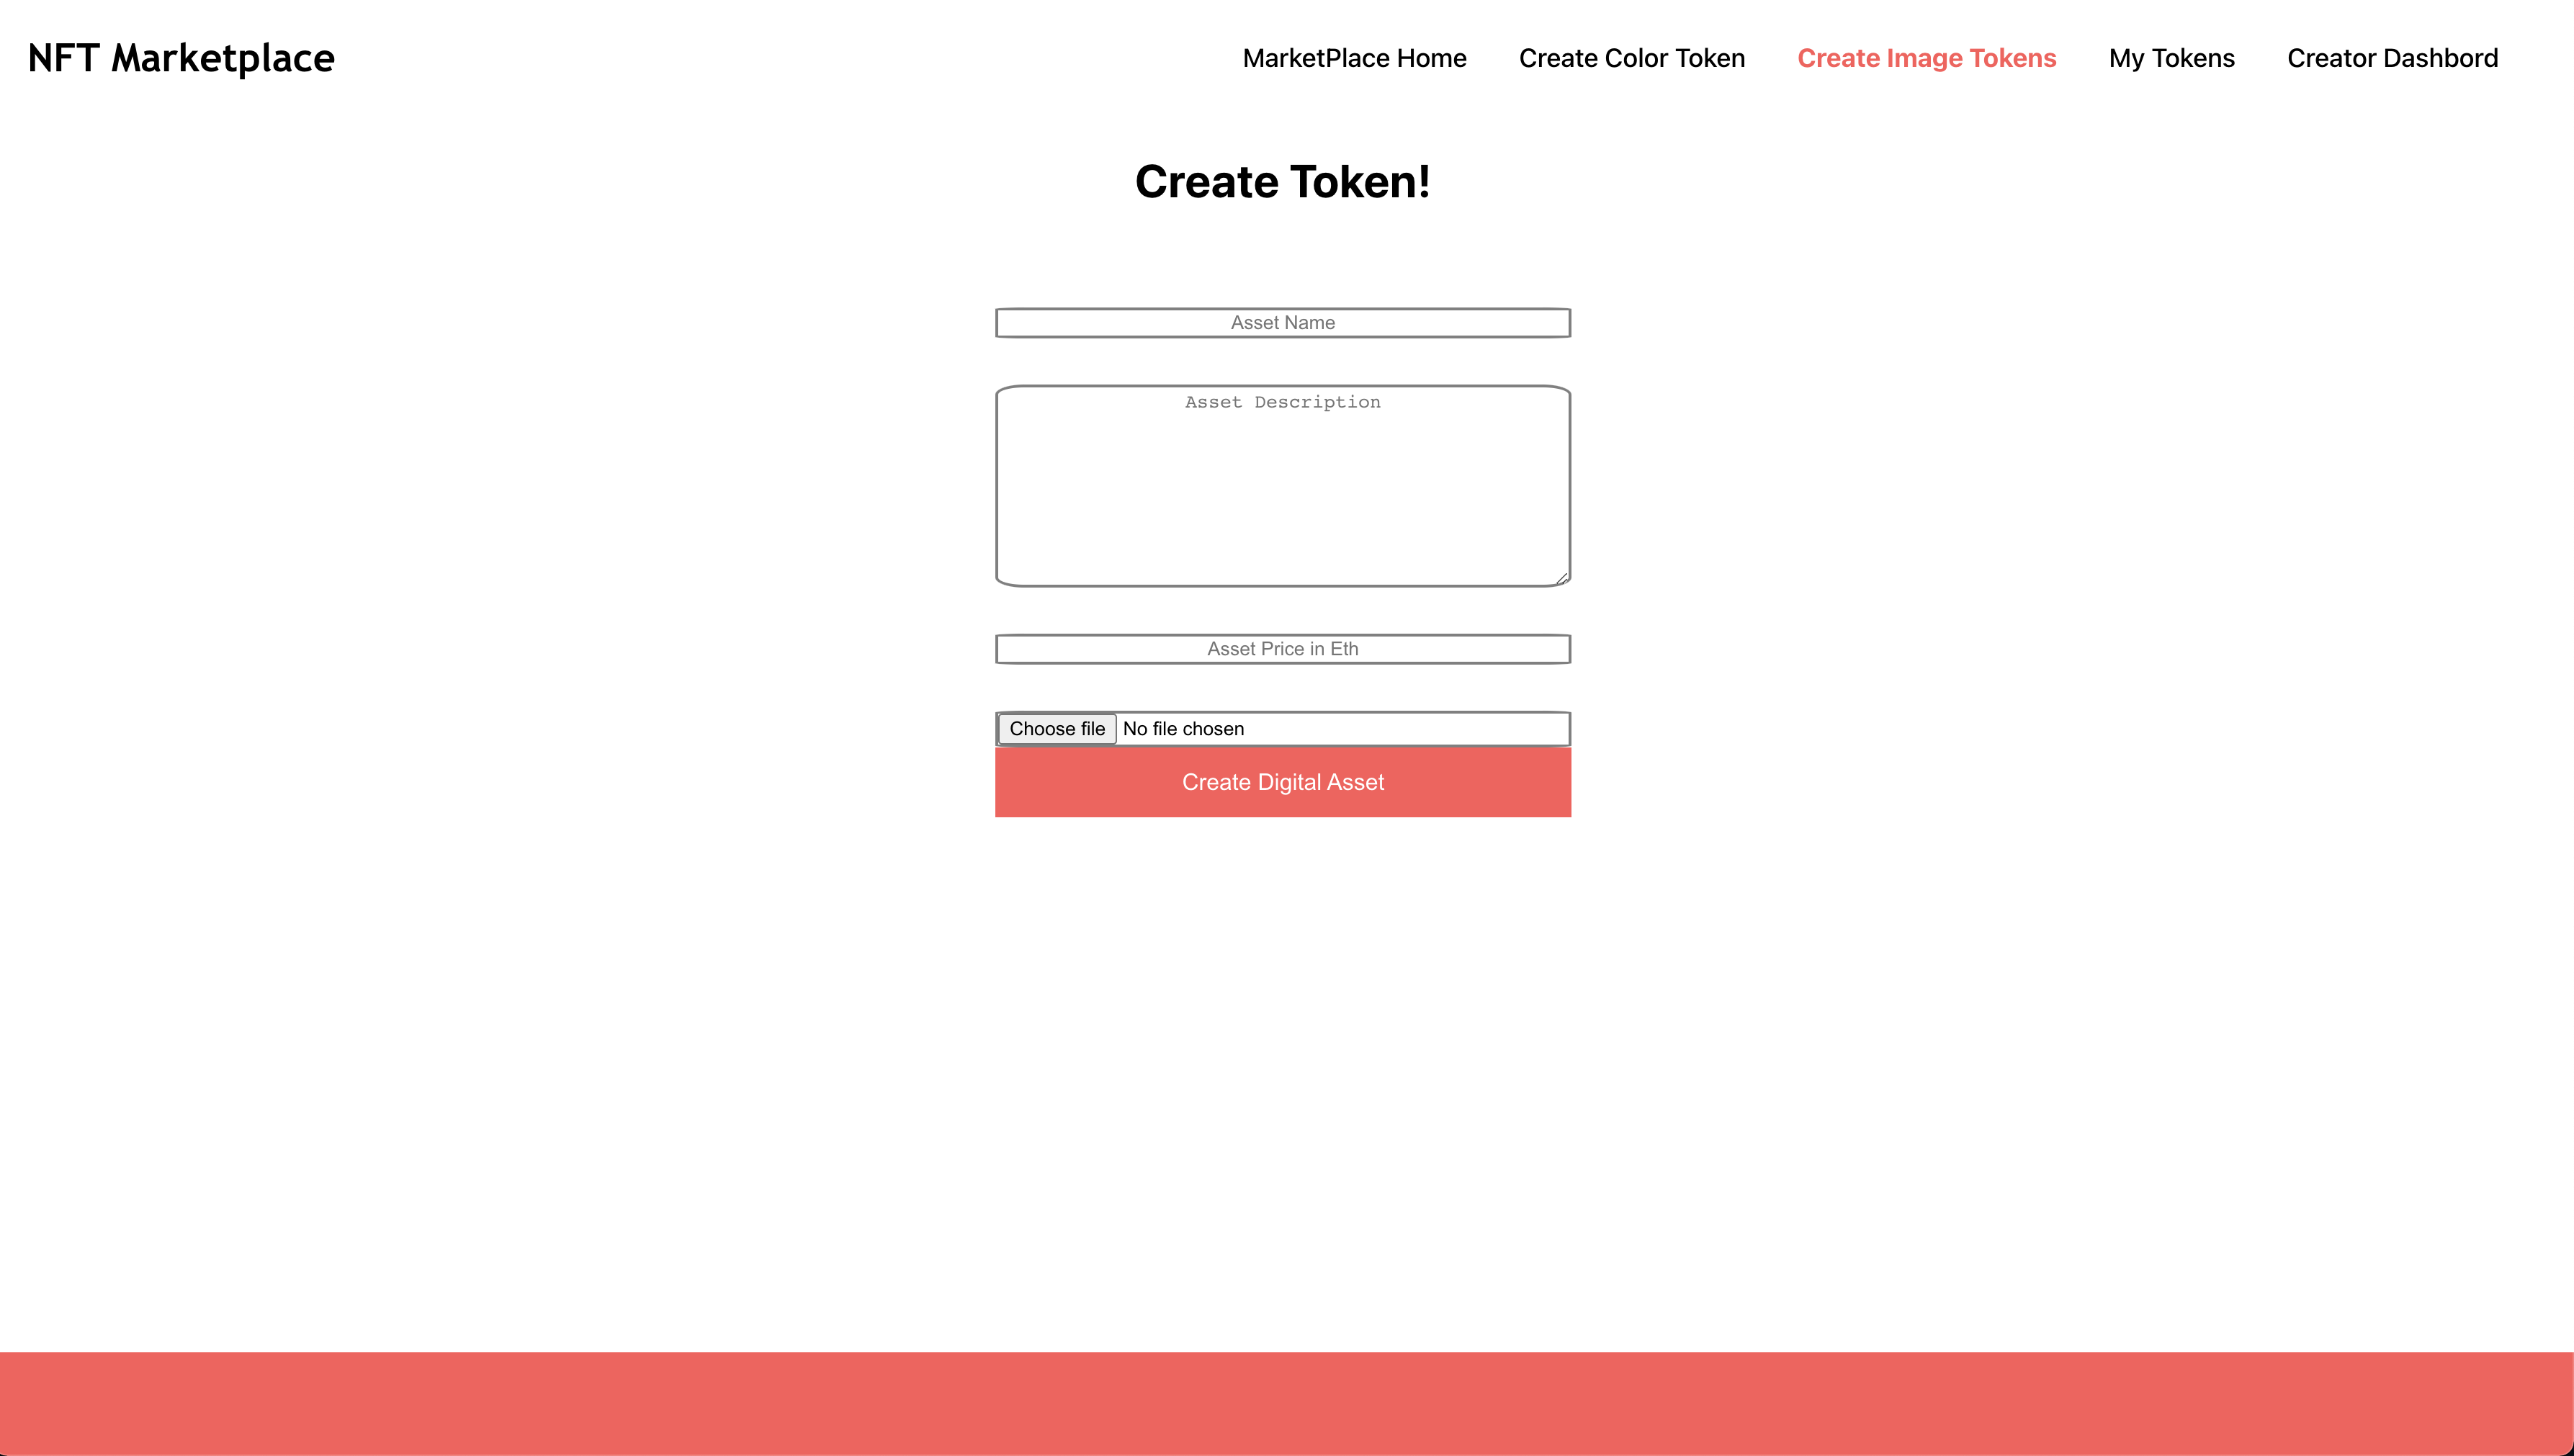 NFT Marketplace
MarketPlace Home Create Color Token Create Image Tokens My Tokens Creator Dashbord
Create Token!
Asset Name
Asset Description
Asset Price in Eth
Choose file No file chosen
Create Digital Asset